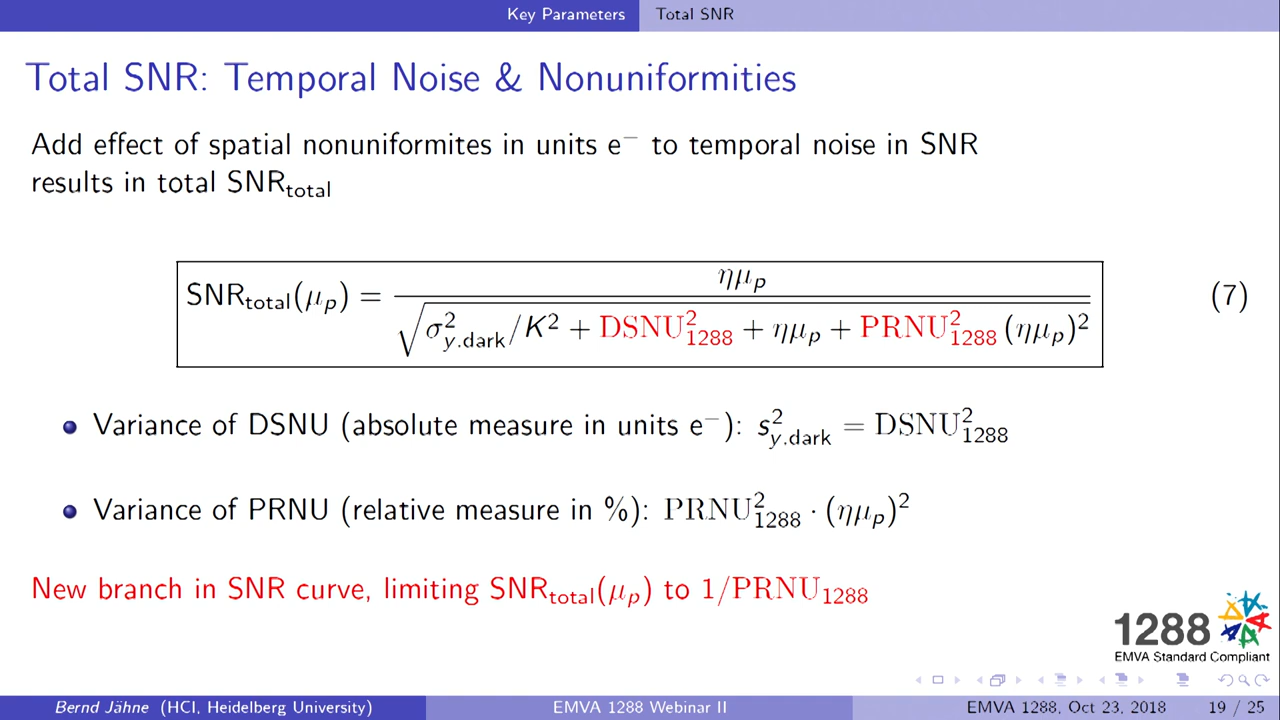 Key Parameters Total SNR
Total SNR: Temporal Noise & Nonuniformities
Add effect of spatial nonuniformites in units e⁻ to temporal noise in SNR
results in total SNR_total
SNR_total(μ_p) = ημ_p / √(σ²_y.dark/K² + DSNU²_1288 + ημ_p + PRNU²_1288 (ημ_p)²) (7)
Variance of DSNU (absolute measure in units e⁻): s²_y.dark = DSNU²_1288
Variance of PRNU (relative measure in %): PRNU²_1288 · (ημ_p)²
New branch in SNR curve, limiting SNR_total(μ_p) to 1/PRNU_1288
1288
EMVA Standard Compliant
Bernd Jähne (HCI, Heidelberg University) EMVA 1288 Webinar II EMVA 1288, Oct 23, 2018 19 / 25